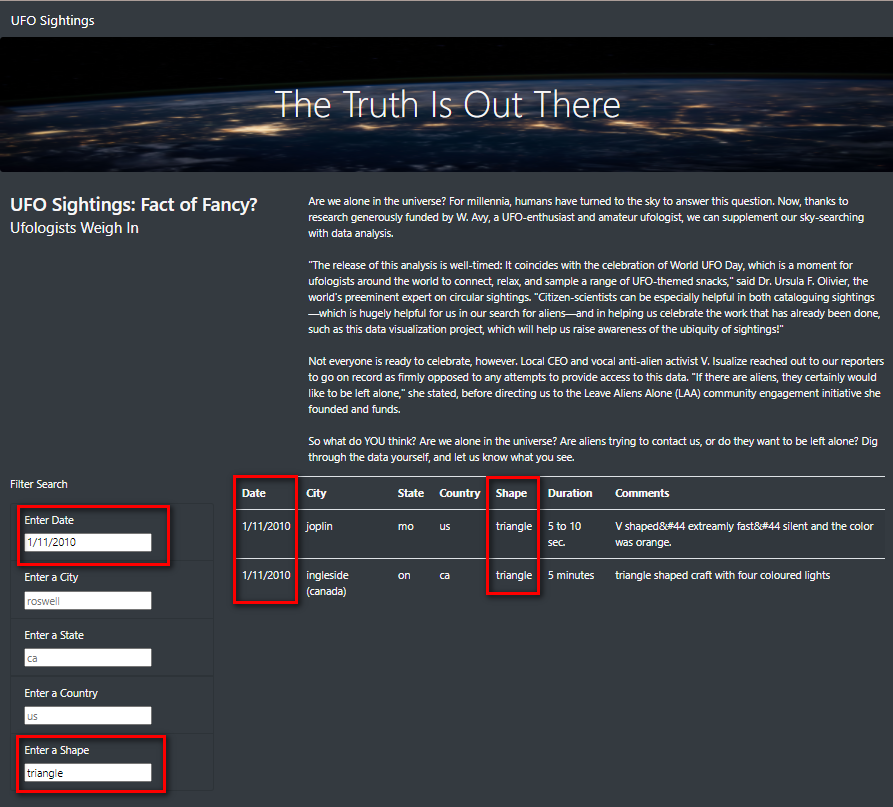 UFO Sightings
The Truth Is Out There
UFO Sightings: Fact of Fancy?
Ufologists Weigh In
Are we alone in the universe? For millennia, humans have turned to the sky to answer this question. Now, thanks to
research generously funded by W. Avy, a UFO-enthusiast and amateur ufologist, we can supplement our sky-searching
with data analysis.
"The release of this analysis is well-timed: It coincides with the celebration of World UFO Day, which is a moment for
ufologists around the world to connect, relax, and sample a range of UFO-themed snacks," said Dr. Ursula F. Olivier, the
world's preeminent expert on circular sightings. "Citizen-scientists can be especially helpful in both cataloguing sightings
—which is hugely helpful for us in our search for aliens—and in helping us celebrate the work that has already been done,
such as this data visualization project, which will help us raise awareness of the ubiquity of sightings!"
Not everyone is ready to celebrate, however. Local CEO and vocal anti-alien activist V. Isualize reached out to our reporters
to go on record as firmly opposed to any attempts to provide access to this data. "If there are aliens, they certainly would
like to be left alone," she stated, before directing us to the Leave Aliens Alone (LAA) community engagement initiative she
founded and funds.
So what do YOU think? Are we alone in the universe? Are aliens trying to contact us, or do they want to be left alone? Dig
through the data yourself, and let us know what you see.
Filter Search
Enter Date
1/11/2010
Enter a City
roswell
Enter a State
ca
Enter a Country
us
Enter a Shape
triangle
Date City State Country Shape Duration Comments
1/11/2010 joplin mo us triangle 5 to 10 V shaped&#44 extreamly fast&#44 silent and the color
sec. was orange.
1/11/2010 ingleside on ca triangle 5 minutes triangle shaped craft with four coloured lights
(canada)